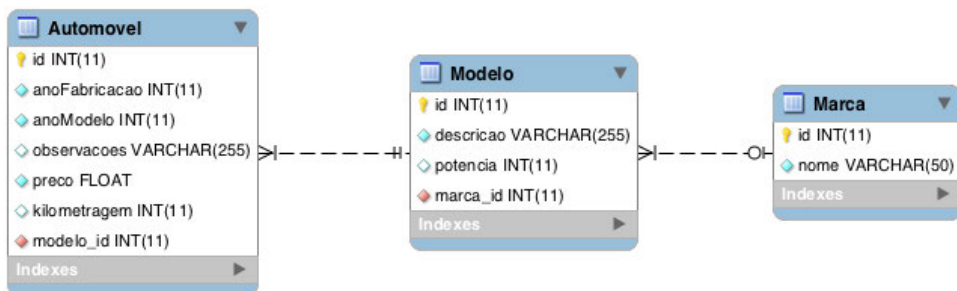 Automovel
id INT(11)
anoFabricacao INT(11)
anoModelo INT(11)
observacoes VARCHAR(255)
preco FLOAT
kilometragem INT(11)
modelo_id INT(11)
Indexes
Modelo
id INT(11)
descricao VARCHAR(255)
potencia INT(11)
marca_id INT(11)
Indexes
Marca
id INT(11)
nome VARCHAR(50)
Indexes